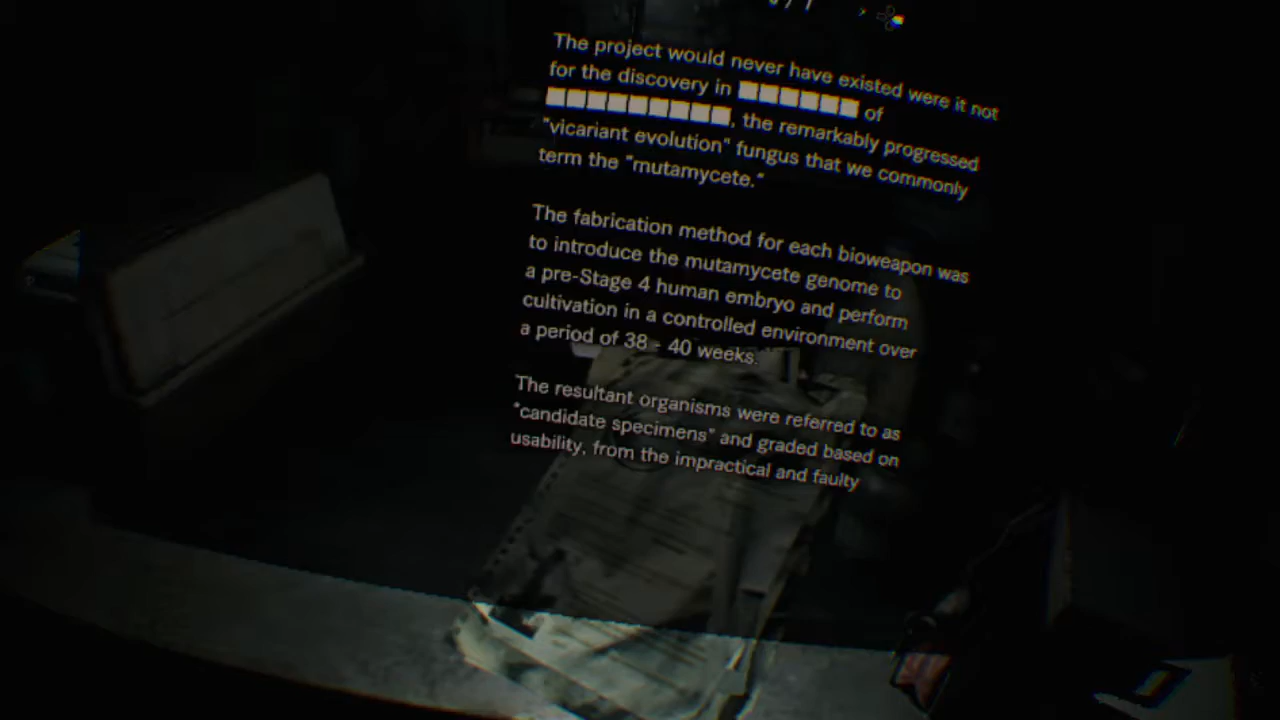 The project would never have existed were it not
for the discovery in ■■■■■■ of
■■■■■■■■■, the remarkably progressed
"vicariant evolution" fungus that we commonly
term the "mutamycete."
The fabrication method for each bioweapon was
to introduce the mutamycete genome to
a pre-Stage 4 human embryo and perform
cultivation in a controlled environment over
a period of 38 - 40 weeks.
The resultant organisms were referred to as
"candidate specimens" and graded based on
usability, from the impractical and faulty